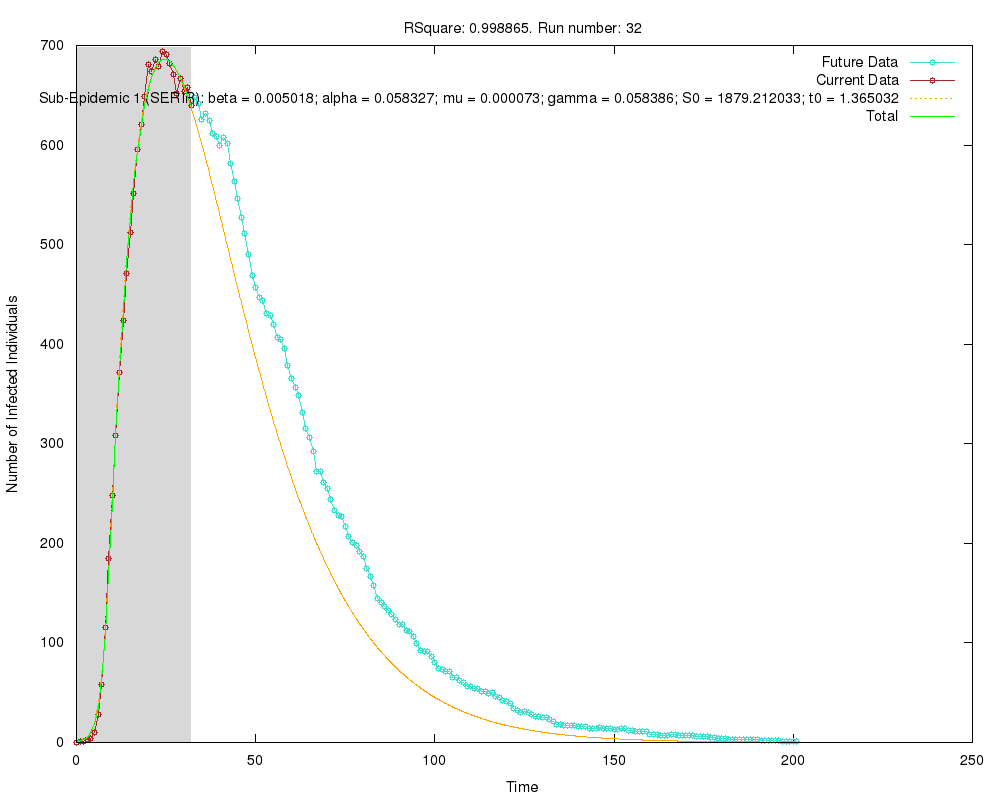 RSquare: 0.998865. Run number: 32
700
600
500
400
300
200
100
0
Number of Infected Individuals
Future Data
Current Data
Sub-Epidemic 1 (SERIR): beta = 0.005018; alpha = 0.058327; mu = 0.000073; gamma = 0.058386; S0 = 1879.212033; t0 = 1.365032
Total
0 50 100 150 200 250
Time